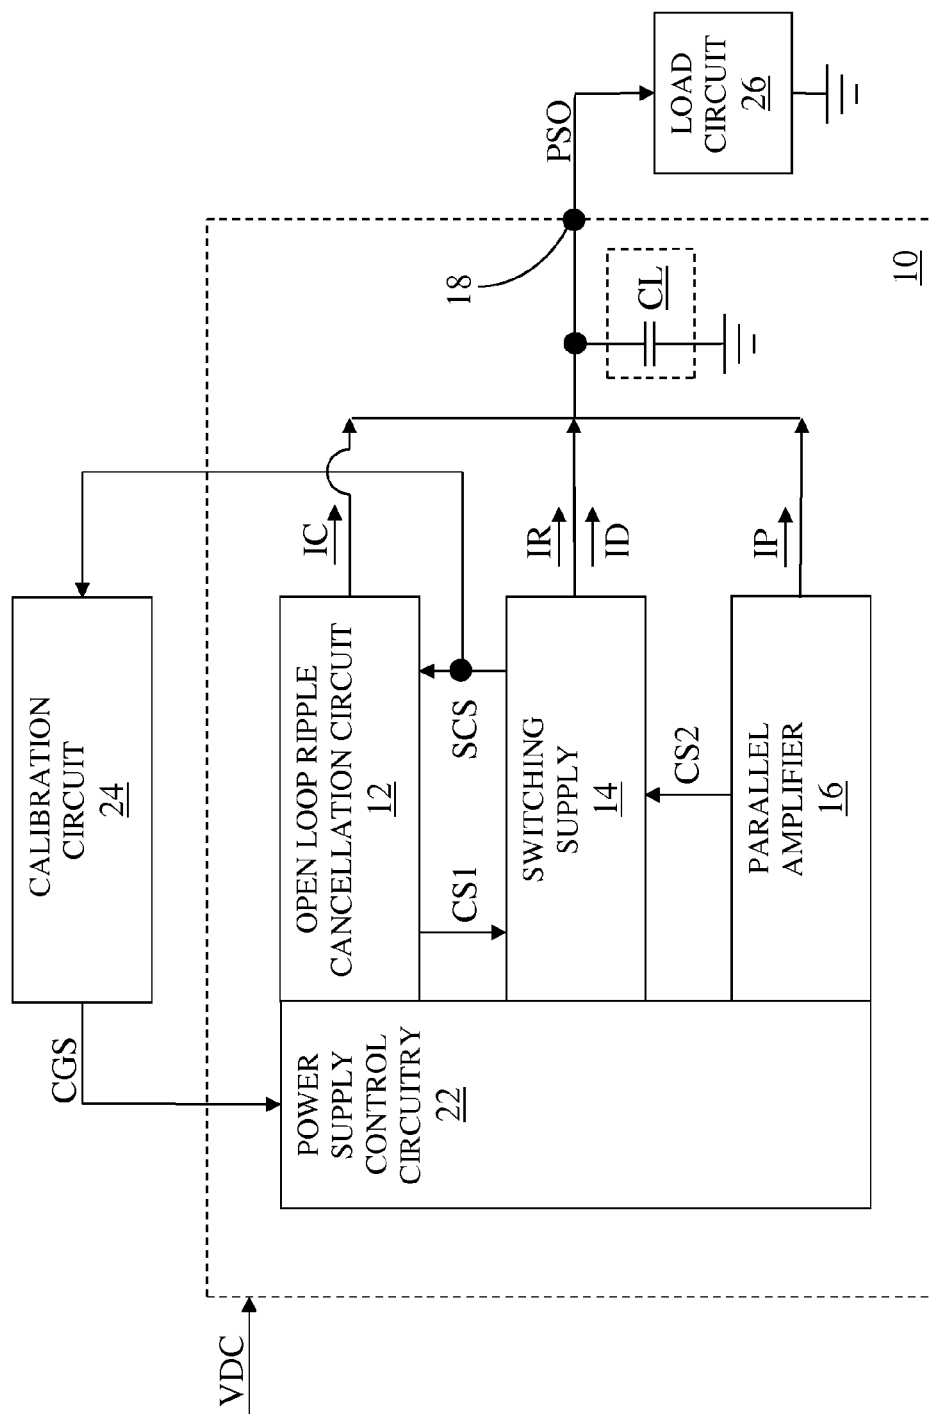 CALIBRATION
CIRCUIT
24
CGS
VDC
POWER
SUPPLY
CONTROL
CIRCUITRY
22
OPEN LOOP RIPPLE
CANCELLATION CIRCUIT
12
CS1
SCS
SWITCHING
SUPPLY
14
CS2
PARALLEL
AMPLIFIER
16
IC
IR
ID
IP
18
CL
PSO
LOAD
CIRCUIT
26
10